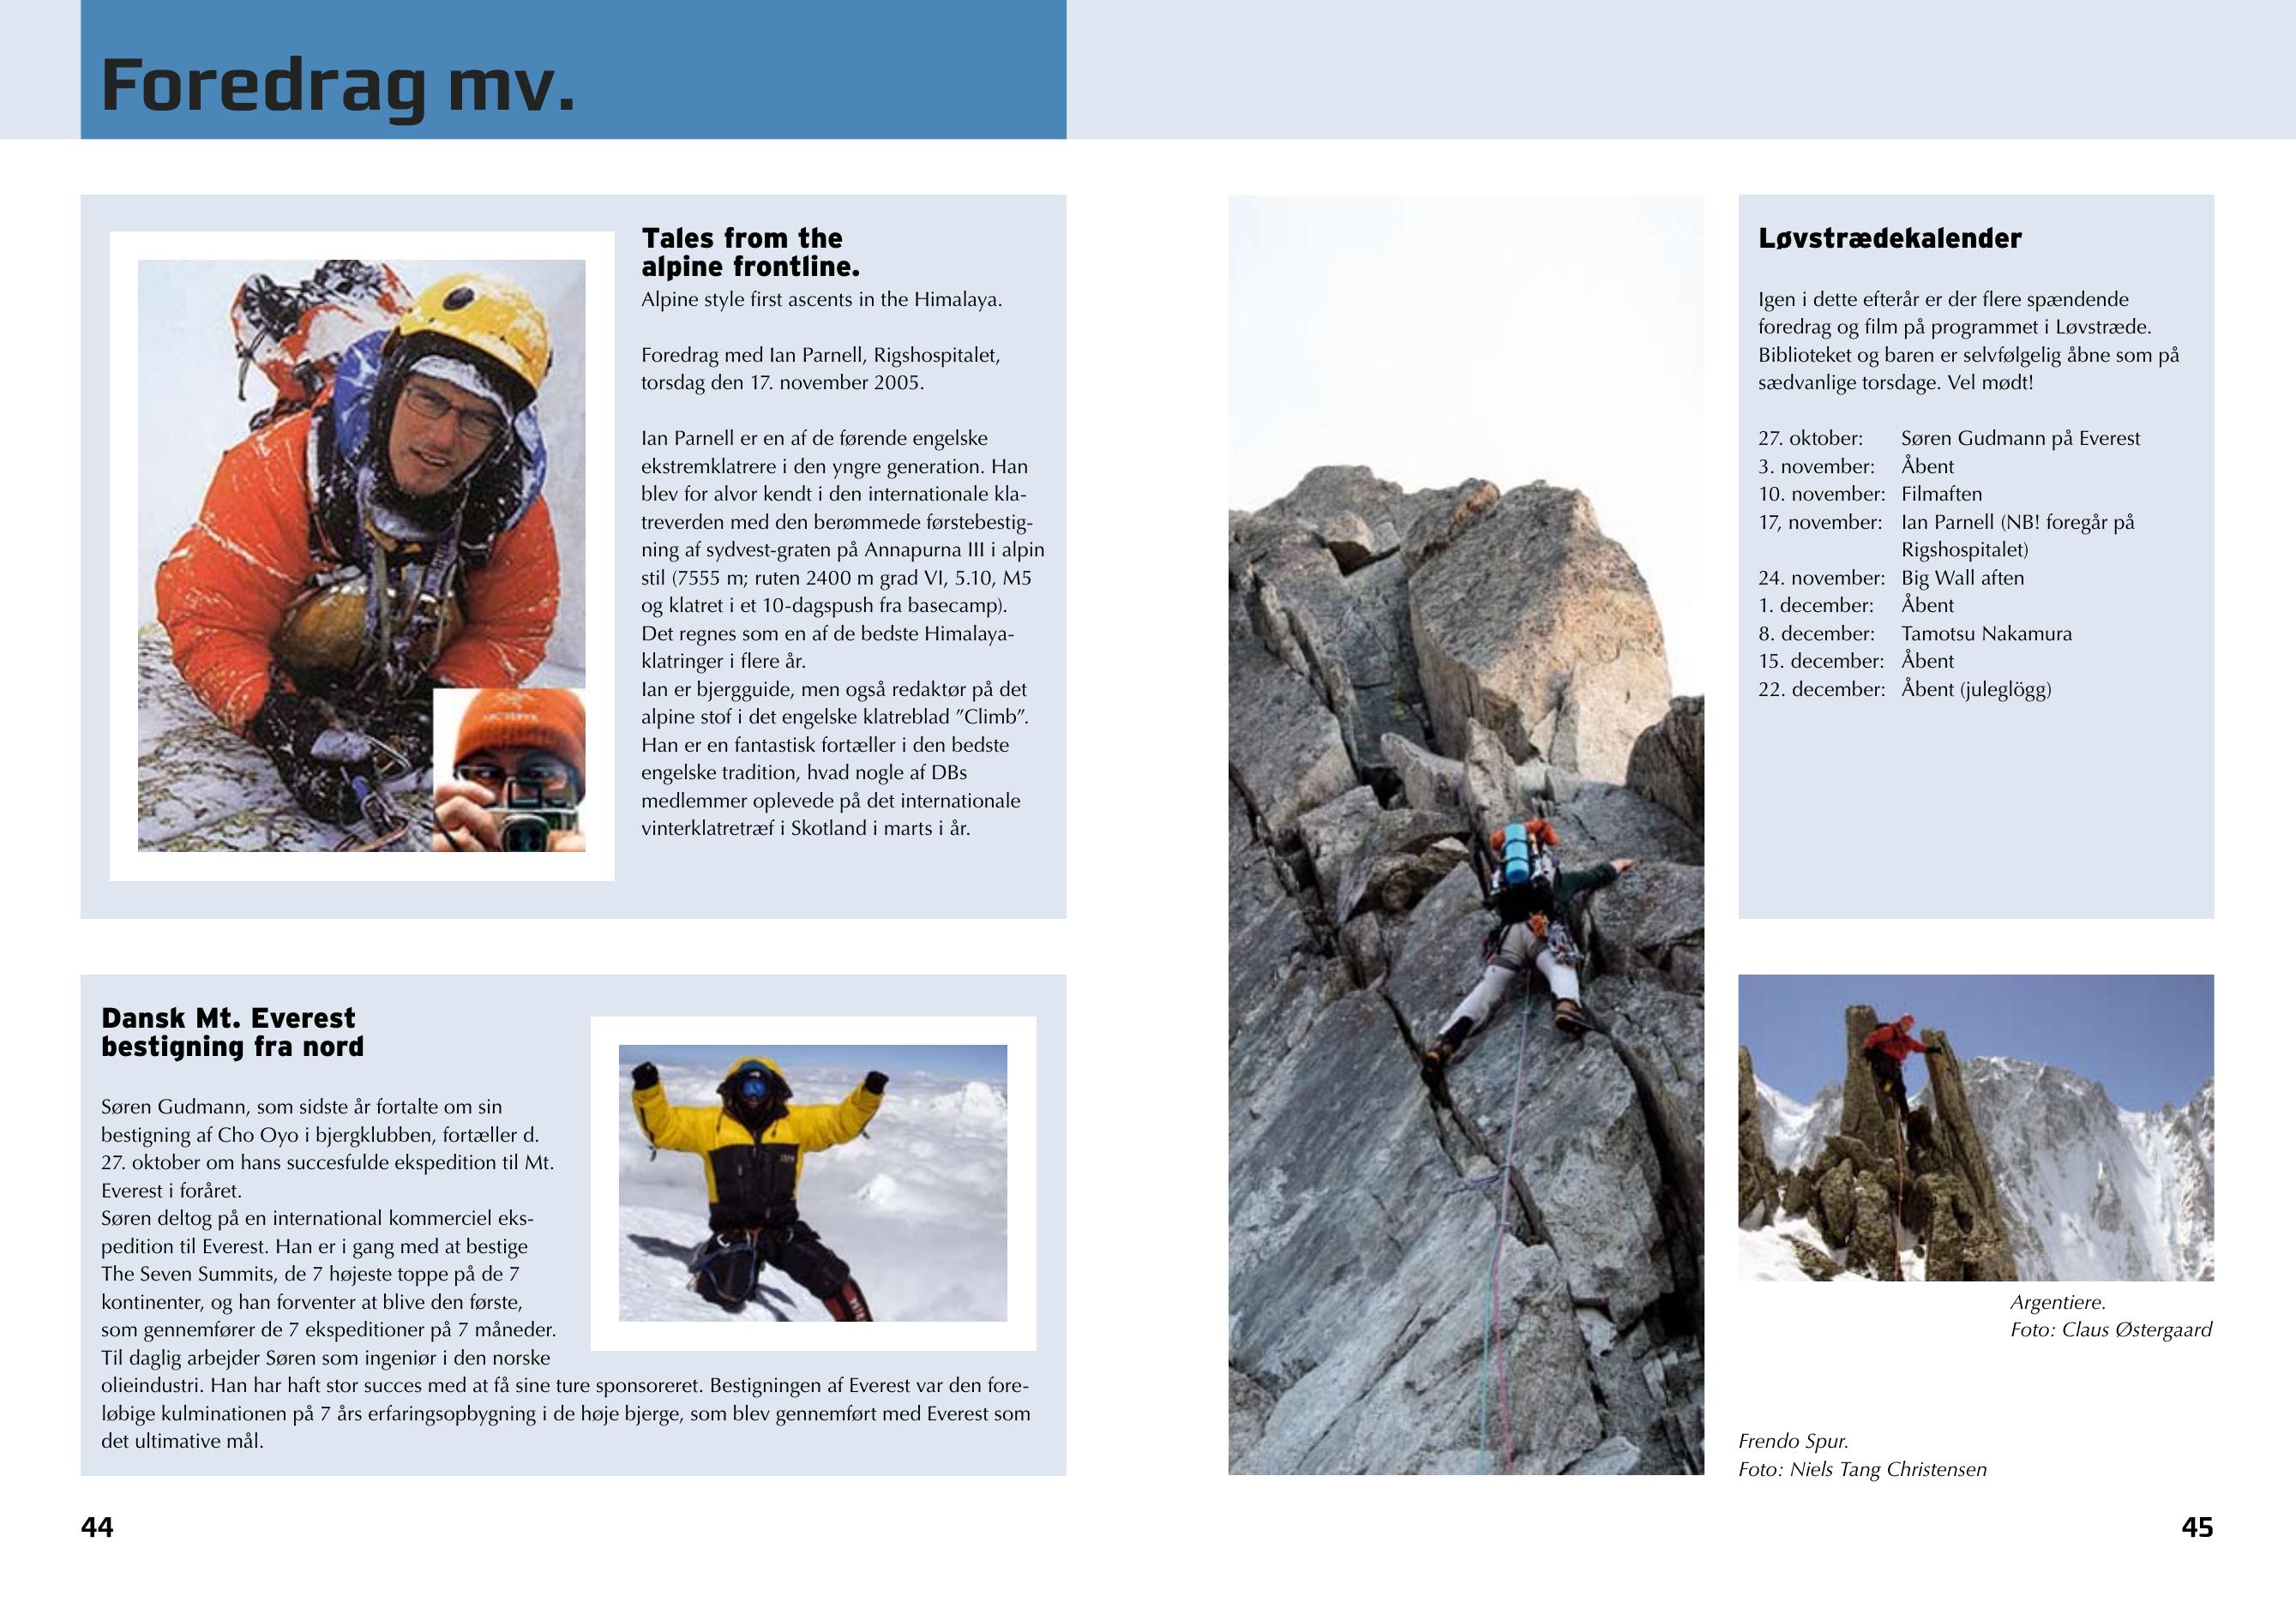 Foredrag mv.
Tales from the
alpine frontline.
Alpine style first ascents in the Himalaya.
Foredrag med Ian Parnell, Rigshospitalet,
torsdag den 17. november 2005.
Ian Parnell er en af de førende engelske
ekstremklatrere i den yngre generation. Han
blev for alvor kendt i den internationale kla-
treverden med den berømmede førstebestig-
ning af sydvest-graten på Annapurna III i alpin
stil (7555 m; ruten 2400 m grad VI, 5.10, M5
og klatret i et 10-dagspush fra basecamp).
Det regnes som en af de bedste Himalaya-
klatringer i flere år.
Ian er bjergguide, men også redaktør på det
alpine stof i det engelske klatreblad ”Climb”.
Han er en fantastisk fortæller i den bedste
engelske tradition, hvad nogle af DBs
medlemmer oplevede på det internationale
vinterklatretræf i Skotland i marts i år.
Dansk Mt. Everest
bestigning fra nord
Søren Gudmann, som sidste år fortalte om sin
bestigning af Cho Oyo i bjergklubben, fortæller d.
27. oktober om hans succesfulde ekspedition til Mt.
Everest i foråret.
Søren deltog på en international kommerciel eks-
pedition til Everest. Han er i gang med at bestige
The Seven Summits, de 7 højeste toppe på de 7
kontinenter, og han forventer at blive den første,
som gennemfører de 7 ekspeditioner på 7 måneder.
Til daglig arbejder Søren som ingeniør i den norske
olieindustri. Han har haft stor succes med at få sine ture sponsoreret. Bestigningen af Everest var den fore-
løbige kulminationen på 7 års erfaringsopbygning i de høje bjerge, som blev gennemført med Everest som
det ultimative mål.
44
Løvstrædekalender
Igen i dette efterår er der flere spændende
foredrag og film på programmet i Løvstræde.
Biblioteket og baren er selvfølgelig åbne som på
sædvanlige torsdage. Vel mødt!
27. oktober: Søren Gudmann på Everest
3. november: Åbent
10. november: Filmaften
17, november: Ian Parnell (NB! foregår på
Rigshospitalet)
24. november: Big Wall aften
1. december: Åbent
8. december: Tamotsu Nakamura
15. december: Åbent
22. december: Åbent (juleglögg)
Argentiere.
Foto: Claus Østergaard
Frendo Spur.
Foto: Niels Tang Christensen
45